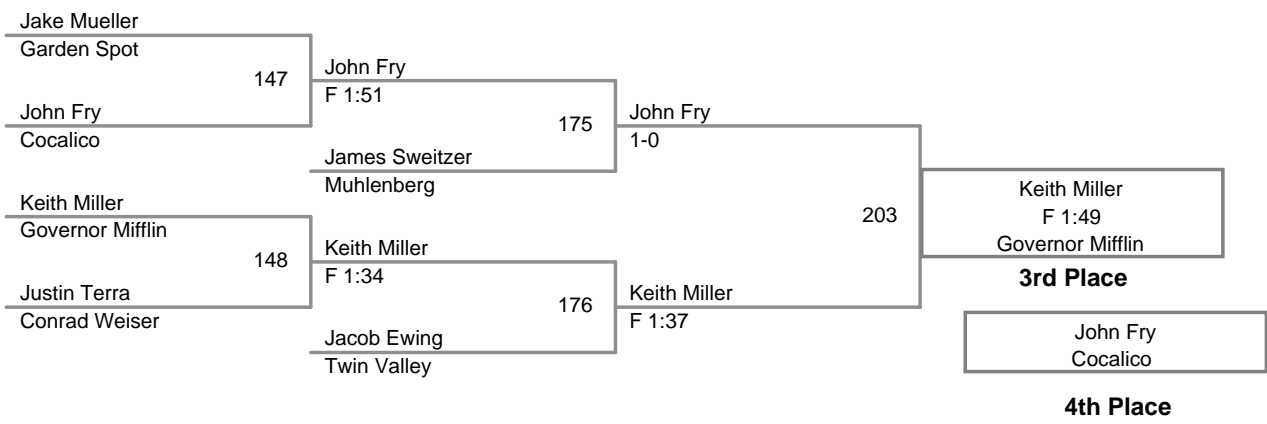 Jake Mueller
Garden Spot
147
John Fry
F 1:51
John Fry
Cocalico
175
John Fry
1-0
James Sweitzer
Muhlenberg
Keith Miller
Governor Mifflin
203
Keith Miller
F 1:49
Governor Mifflin
3rd Place
148
Keith Miller
F 1:34
Justin Terra
Conrad Weiser
176
Keith Miller
F 1:37
Jacob Ewing
Twin Valley
John Fry
Cocalico
4th Place